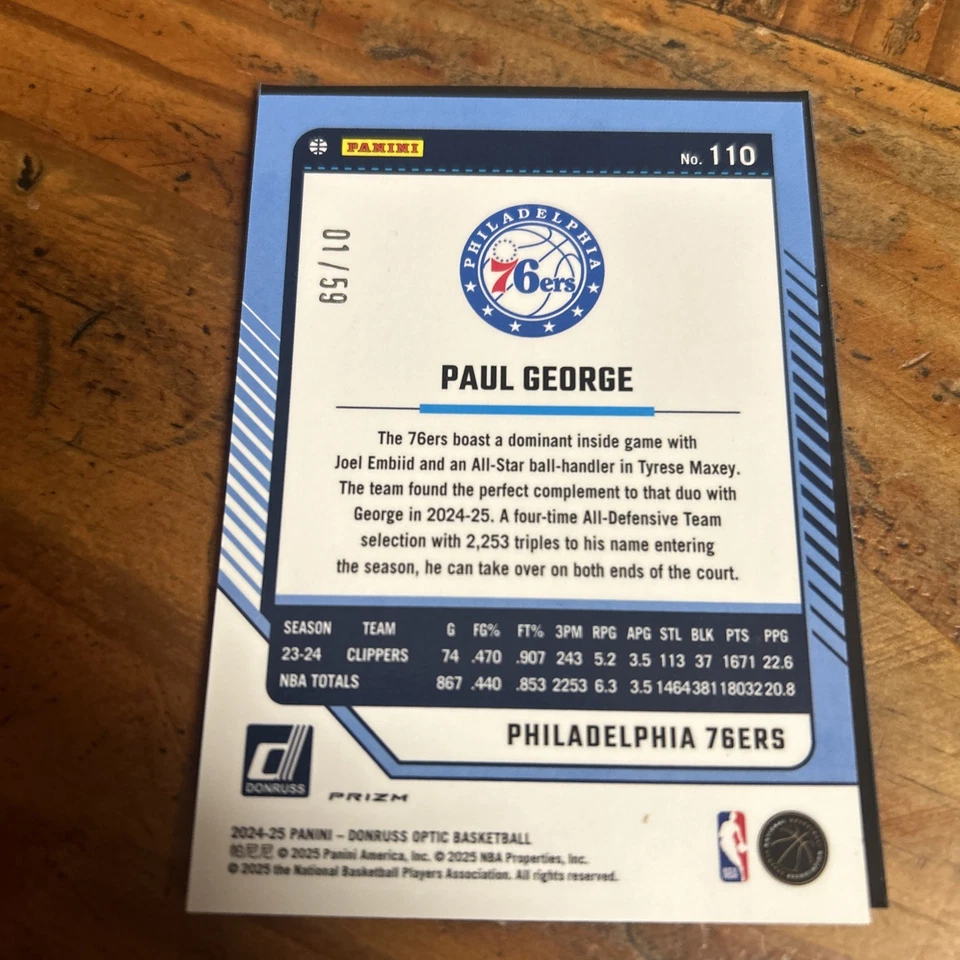 PANINI
No. 110
01/59
PHILADELPHIA
76ers
PAUL GEORGE
The 76ers boast a dominant inside game with
Joel Embiid and an All-Star ball-handler in Tyrese Maxey.
The team found the perfect complement to that duo with
George in 2024-25. A four-time All-Defensive Team
selection with 2,253 triples to his name entering
the season, he can take over on both ends of the court.
SEASON TEAM G FG% FT% 3PM RPG APG STL BLK PTS PPG
23-24 CLIPPERS 74 .470 .907 243 5.2 3.5 113 37 1671 22.6
NBA TOTALS 867 .440 .853 2253 6.3 3.5 1464 381 18032 20.8
PHILADELPHIA 76ERS
d
DONRUSS
PRIZM
2024-25 PANINI – DONRUSS OPTIC BASKETBALL
帕尼尼 © 2025 Panini America, Inc. © 2025 NBA Properties, Inc.
© 2025 the National Basketball Players Association. All rights reserved.
NBA